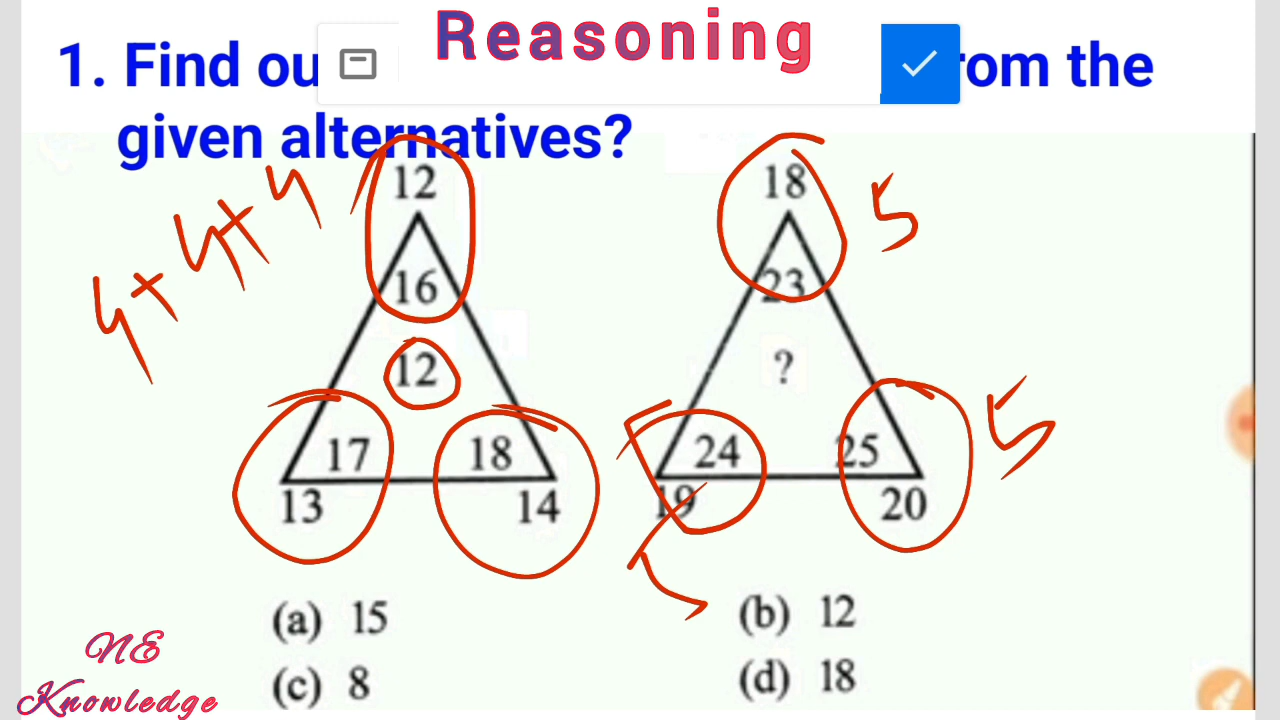 Reasoning
1. Find ou rom the
given alternatives?
12
16
12
17
18
13
14
4+4+4
18
5
23
?
24
25
19
20
5
5
(a) 15
(b) 12
(c) 8
(d) 18
NE
Knowledge